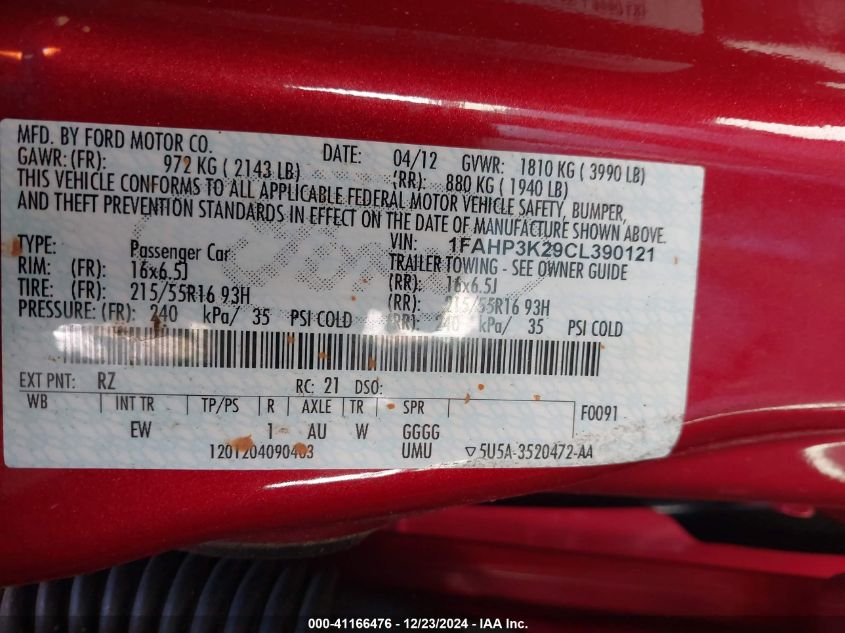 MFD. BY FORD MOTOR CO.
DATE: 04/12 GVWR: 1810 KG ( 3990 LB)
GAWR: (FR): 972 KG ( 2143 LB) (RR): 880 KG ( 1940 LB)
THIS VEHICLE CONFORMS TO ALL APPLICABLE FEDERAL MOTOR VEHICLE SAFETY, BUMPER,
AND THEFT PREVENTION STANDARDS IN EFFECT ON THE DATE OF MANUFACTURE SHOWN ABOVE.
VIN: 1FAHP3K29CL390121
TYPE: Passenger Car TRAILER TOWING - SEE OWNER GUIDE
RIM: (FR): 16x6.5J (RR): 16x6.5J
TIRE: (FR): 215/55R16 93H (RR): 215/55R16 93H
PRESSURE: (FR): 240 kPa/ 35 PSI COLD (RR): 240 kPa/ 35 PSI COLD
EXT PNT: RZ RC: 21 DSO:
WB INT TR TP/PS R AXLE TR SPR F0091
EW 1 AU W GGGG
1201204090403 UMU ▽5U5A-3520472-AA
000-41166476 - 12/23/2024 - IAA Inc.